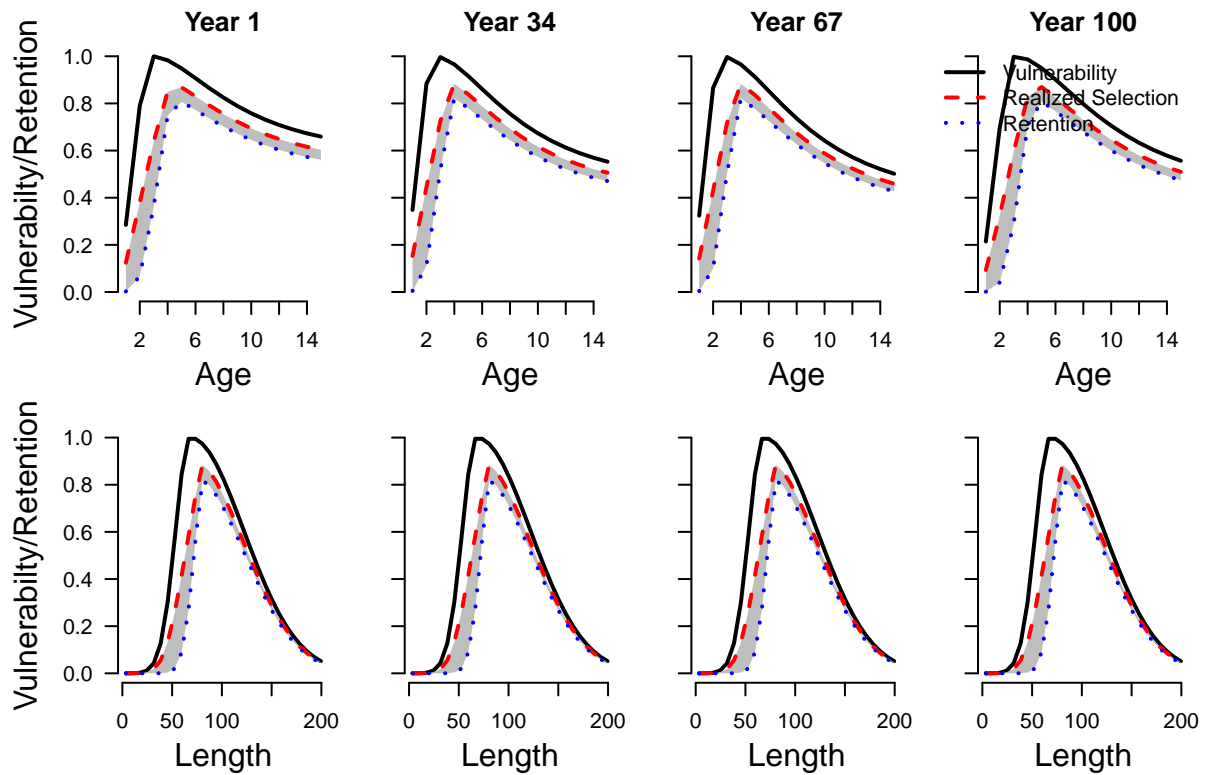 Year 1
Year 34
Year 67
Year 100
Vulnerabilty/Retention
1.0
0.8
0.6
0.4
0.2
0.0
Vulnerability
Realized Selection
Retention
2 6 10 14
2 6 10 14
2 6 10 14
2 6 10 14
Age
Age
Age
Age
Vulnerabilty/Retention
1.0
0.8
0.6
0.4
0.2
0.0
0 50 100 200
0 50 100 200
0 50 100 200
0 50 100 200
Length
Length
Length
Length